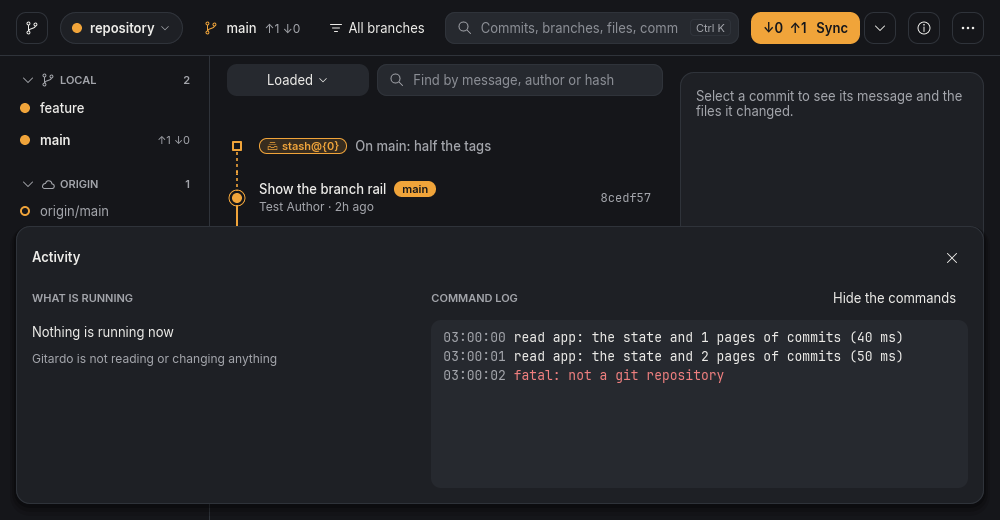 repository
main ↑1 ↓0
All branches
Commits, branches, files, comm
Ctrl K
↓0 ↑1 Sync
LOCAL 2
feature
main ↑1 ↓0
ORIGIN 1
origin/main
Loaded
Find by message, author or hash
stash@{0} On main: half the tags
Show the branch rail main
Test Author · 2h ago
8cedf57
Select a commit to see its message and the
files it changed.
Activity
WHAT IS RUNNING
Nothing is running now
Gitardo is not reading or changing anything
COMMAND LOG
Hide the commands
03:00:00 read app: the state and 1 pages of commits (40 ms)
03:00:01 read app: the state and 2 pages of commits (50 ms)
03:00:02 fatal: not a git repository